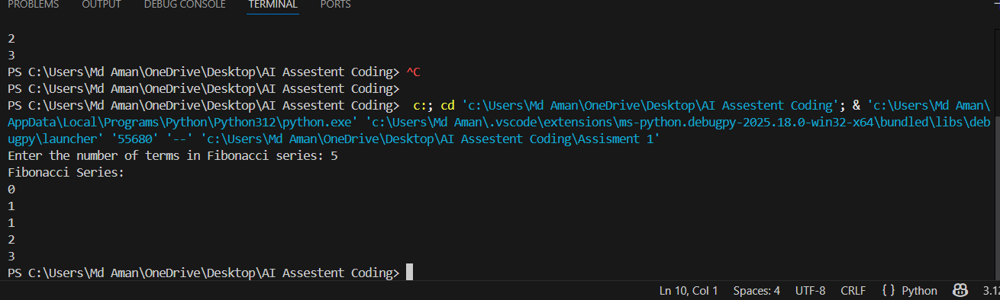 PROBLEMS OUTPUT DEBUG CONSOLE TERMINAL PORTS
2
3
PS C:\Users\Md Aman\OneDrive\Desktop\AI Assestent Coding> ^C
PS C:\Users\Md Aman\OneDrive\Desktop\AI Assestent Coding>
PS C:\Users\Md Aman\OneDrive\Desktop\AI Assestent Coding>  c:; cd 'c:\Users\Md Aman\OneDrive\Desktop\AI Assestent Coding'; & 'c:\Users\Md Aman\
AppData\Local\Programs\Python\Python312\python.exe' 'c:\Users\Md Aman\.vscode\extensions\ms-python.debugpy-2025.18.0-win32-x64\bundled\libs\deb
ugpy\launcher' '55680' '--' 'c:\Users\Md Aman\OneDrive\Desktop\AI Assestent Coding\Assisment 1'
Enter the number of terms in Fibonacci series: 5
Fibonacci Series:
0
1
1
2
3
PS C:\Users\Md Aman\OneDrive\Desktop\AI Assestent Coding>
Ln 10, Col 1 Spaces: 4 UTF-8 CRLF {} Python 3.12